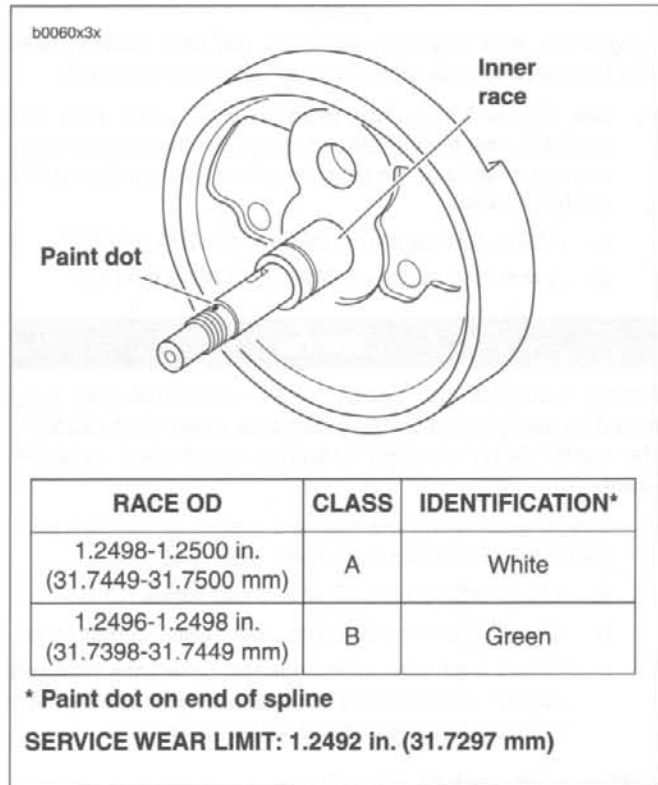 b0060x3x
Inner
race
Paint dot
RACE OD CLASS IDENTIFICATION*
1.2498-1.2500 in.
(31.7449-31.7500 mm) A White
1.2496-1.2498 in.
(31.7398-31.7449 mm) B Green
* Paint dot on end of spline
SERVICE WEAR LIMIT: 1.2492 in. (31.7297 mm)